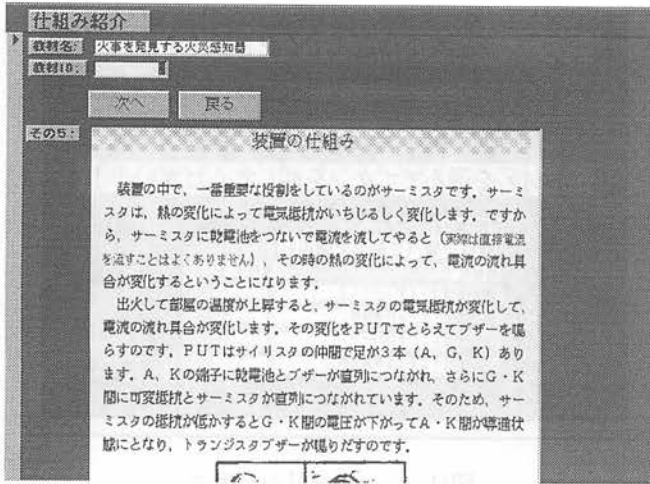 仕組み紹介
教材名: 火事を発見する火災感知器
教材ID:
次へ 戻る
その5:
装置の仕組み
装置の中で、一番重要な役割をしているのがサーミスタです。サーミ
スタは、熱の変化によって電気抵抗がいちじるしく変化します。ですか
ら、サーミスタに乾電池をつないで電流を流してやると（実際は直接電流
を流すことはよくありません）、その時の熱の変化によって、電流の流れ具
合が変化するということになります。
出火して部屋の温度が上昇すると、サーミスタの電気抵抗が変化して、
電流の流れ具合が変化します。その変化をPUTでとらえてブザーを鳴
らすのです。PUTはサイリスタの仲間で足が3本（A，G，K）あり
ます。A，Kの端子に乾電池とブザーが直列につながれ、さらにG・K
間に可変抵抗とサーミスタが直列につながれています。そのため、サー
ミスタの抵抗が低かするとG・K間の電圧が下がってA・K間が導通状
態にとなり、トランジスタブザーが鳴りだすのです。